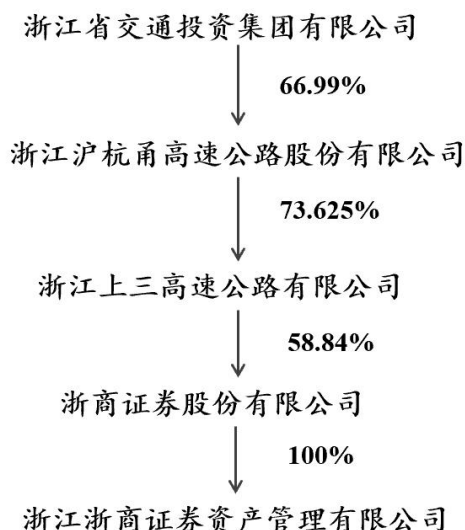 浙江省交通投资集团有限公司
66.99%
浙江沪杭甬高速公路股份有限公司
73.625%
浙江上三高速公路有限公司
58.84%
浙商证券股份有限公司
100%
浙江浙商证券资产管理有限公司